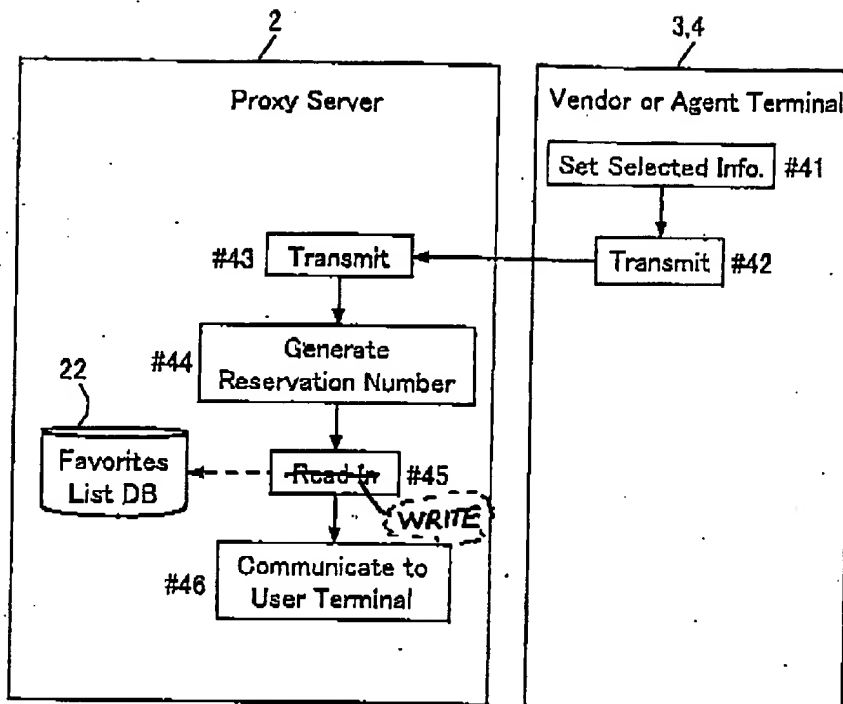 2
3,4
Proxy Server
Vendor or Agent Terminal
Set Selected Info. #41
#43 Transmit
Transmit #42
#44 Generate
Reservation Number
22
Favorites
List DB
Read In #45
WRITE
#46 Communicate to
User Terminal